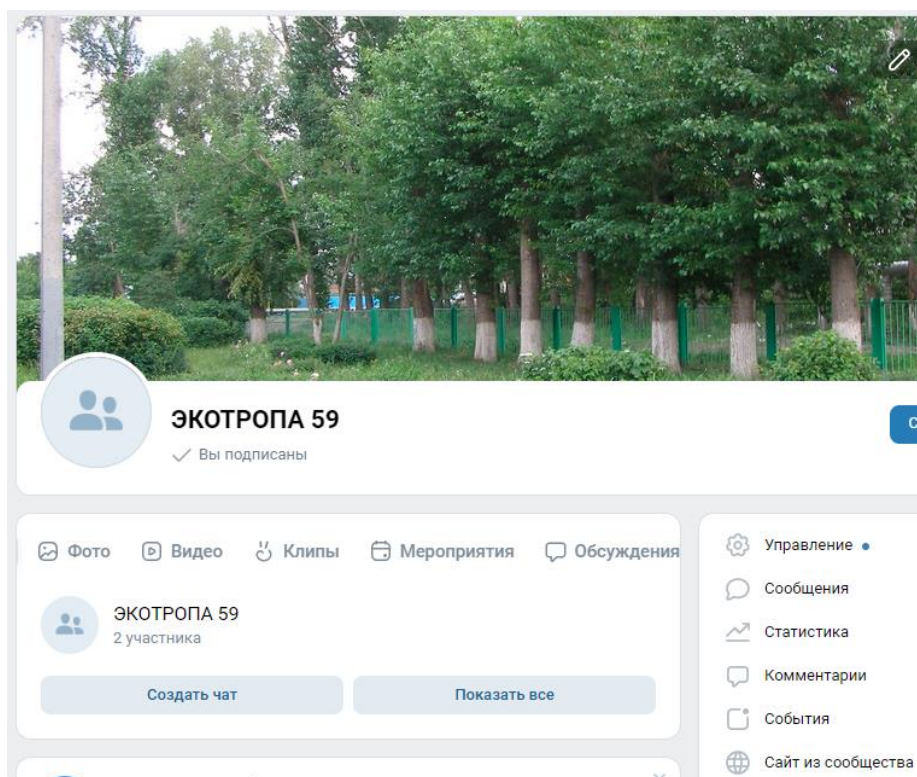 ЭКОТРОПА 59
Вы подписаны
Фото Видео Клипы Мероприятия Обсуждения
ЭКОТРОПА 59
2 участника
Создать чат Показать все
Управление
Сообщения
Статистика
Комментарии
События
Сайт из сообщества